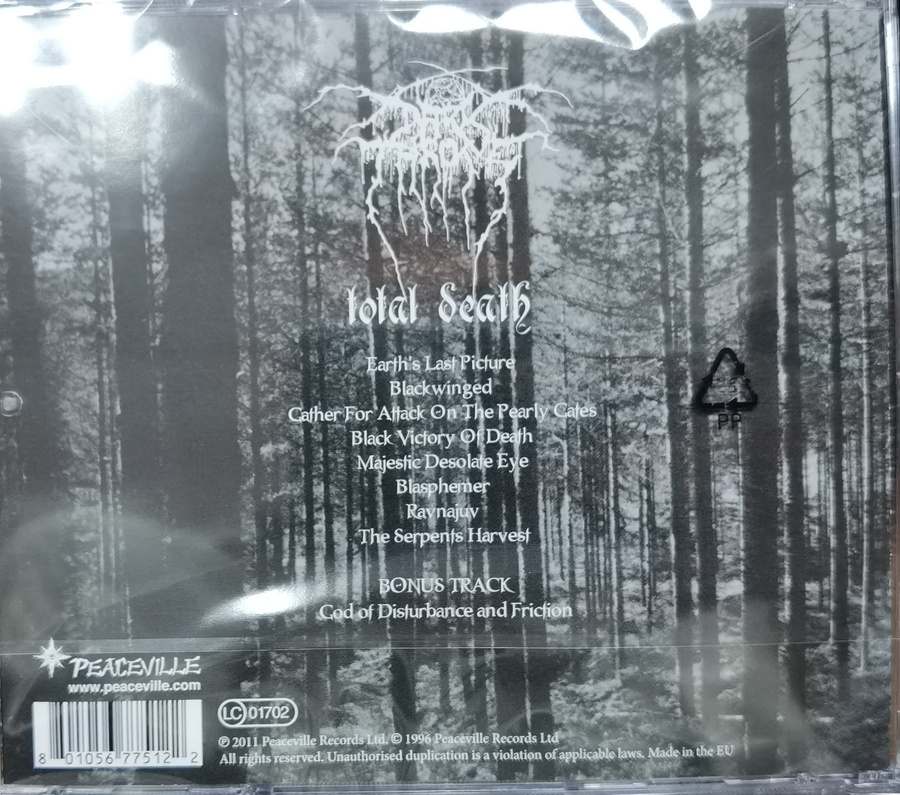 DARK
THRONE
total death
Earth's Last Picture
Blackwinged
Gather For Attack On The Pearly Gates
Black Victory Of Death
Majestic Desolate Eye
Blasphemer
Ravnajuv
The Serpents Harvest
BONUS TRACK
God of Disturbance and Friction
PP
PEACEVILLE
www.peaceville.com
8 01056 77512 2
LC 01702
℗ 2011 Peaceville Records Ltd. © 1996 Peaceville Records Ltd
All rights reserved. Unauthorised duplication is a violation of applicable laws. Made in the EU